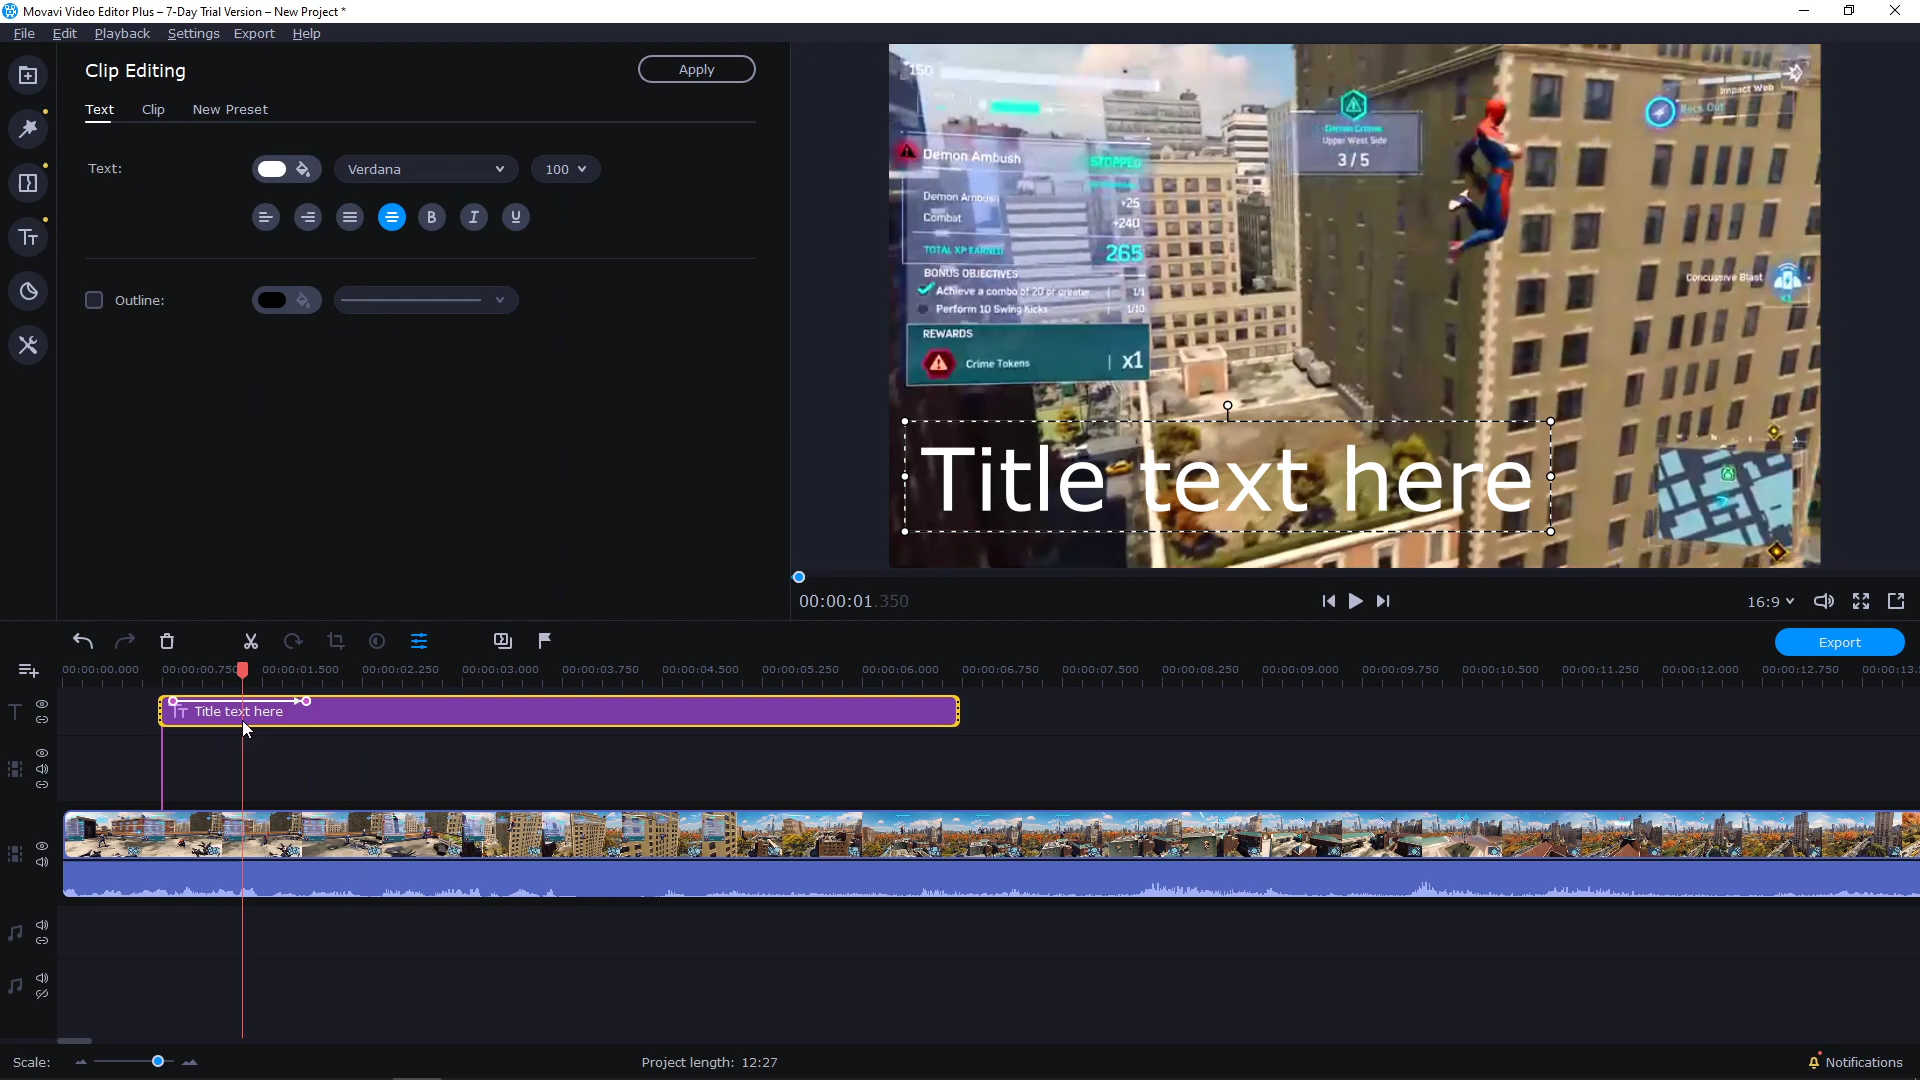 Movavi Video Editor Plus – 7-Day Trial Version – New Project *
File Edit Playback Settings Export Help
Clip Editing
Apply
Text Clip New Preset
Text:
Verdana
100
B I U
Outline:
150
Demon Ambush
STOPPED
Demon Ambush +25
Combat +240
TOTAL XP EARNED 265
BONUS OBJECTIVES
Achieve a combo of 20 or greater 1/1
Perform 10 Swing Kicks 1/10
REWARDS
Crime Tokens x1
Demon Crime
Upper West Side
3 / 5
Impact Web
Recs Out
Concussive Blast
Title text here
00:00:01.350
16:9
Export
00:00:00.000 00:00:00.750 00:00:01.500 00:00:02.250 00:00:03.000 00:00:03.750 00:00:04.500 00:00:05.250 00:00:06.000 00:00:06.750 00:00:07.500 00:00:08.250 00:00:09.000 00:00:09.750 00:00:10.500 00:00:11.250 00:00:12.000 00:00:12.750 00:00:13.
Title text here
Scale:
Project length: 12:27
Notifications